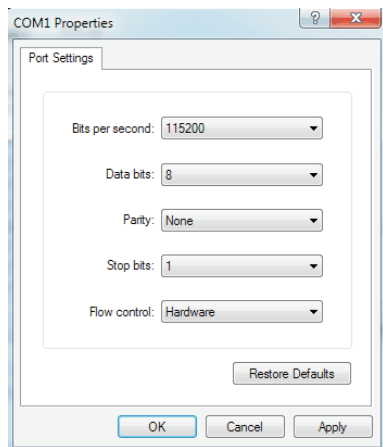 COM1 Properties
Port Settings
Bits per second: 115200
Data bits: 8
Parity: None
Stop bits: 1
Flow control: Hardware
Restore Defaults
OK Cancel Apply